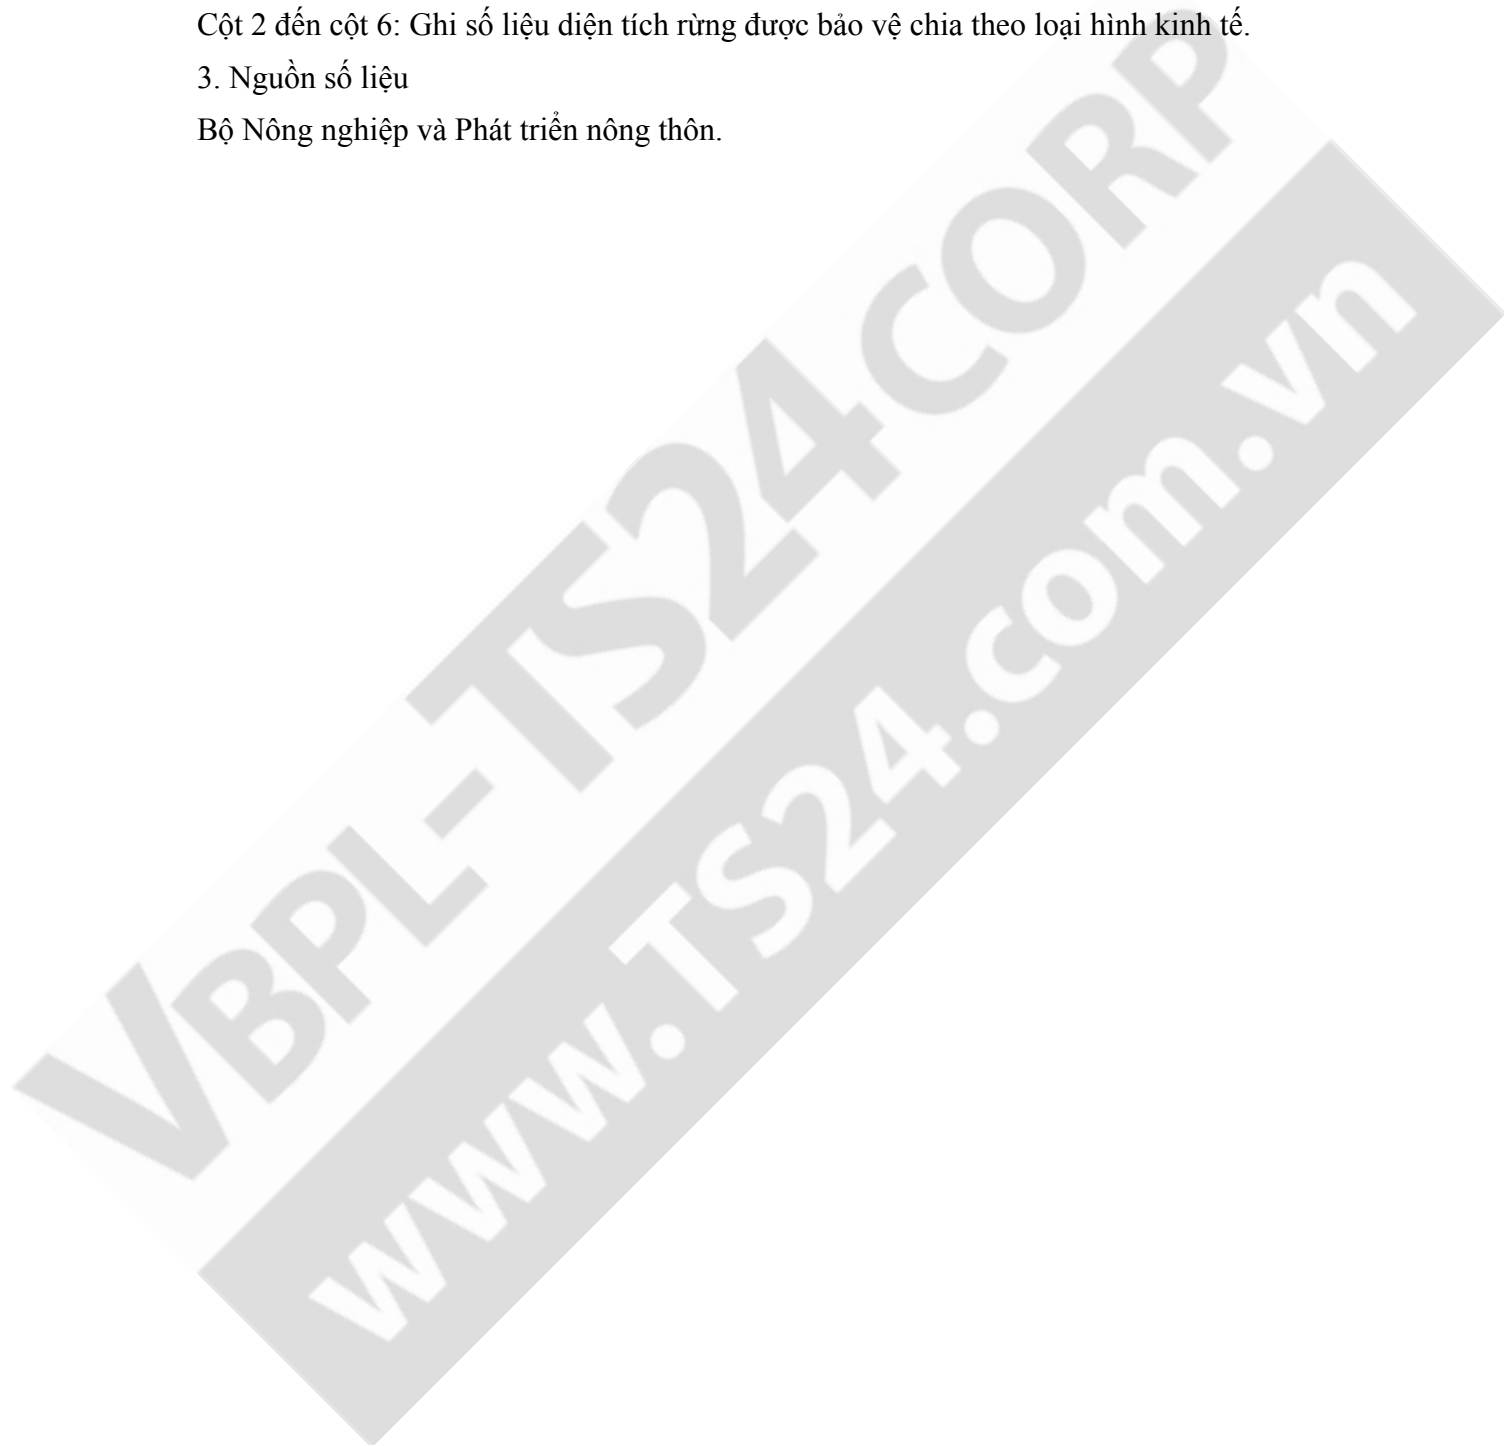 Cột 2 đến cột 6: Ghi số liệu diện tích rừng được bảo vệ chia theo loại hình kinh tế.
3. Nguồn số liệu
Bộ Nông nghiệp và Phát triển nông thôn.
VBPL-TS24CORP
www.TS24.com.vn